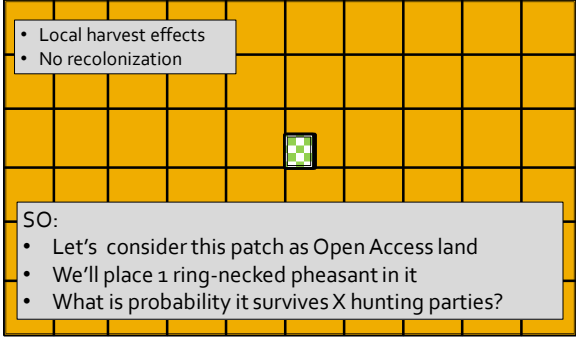 • Local harvest effects
• No recolonization
SO:
• Let's consider this patch as Open Access land
• We'll place 1 ring-necked pheasant in it
• What is probability it survives X hunting parties?